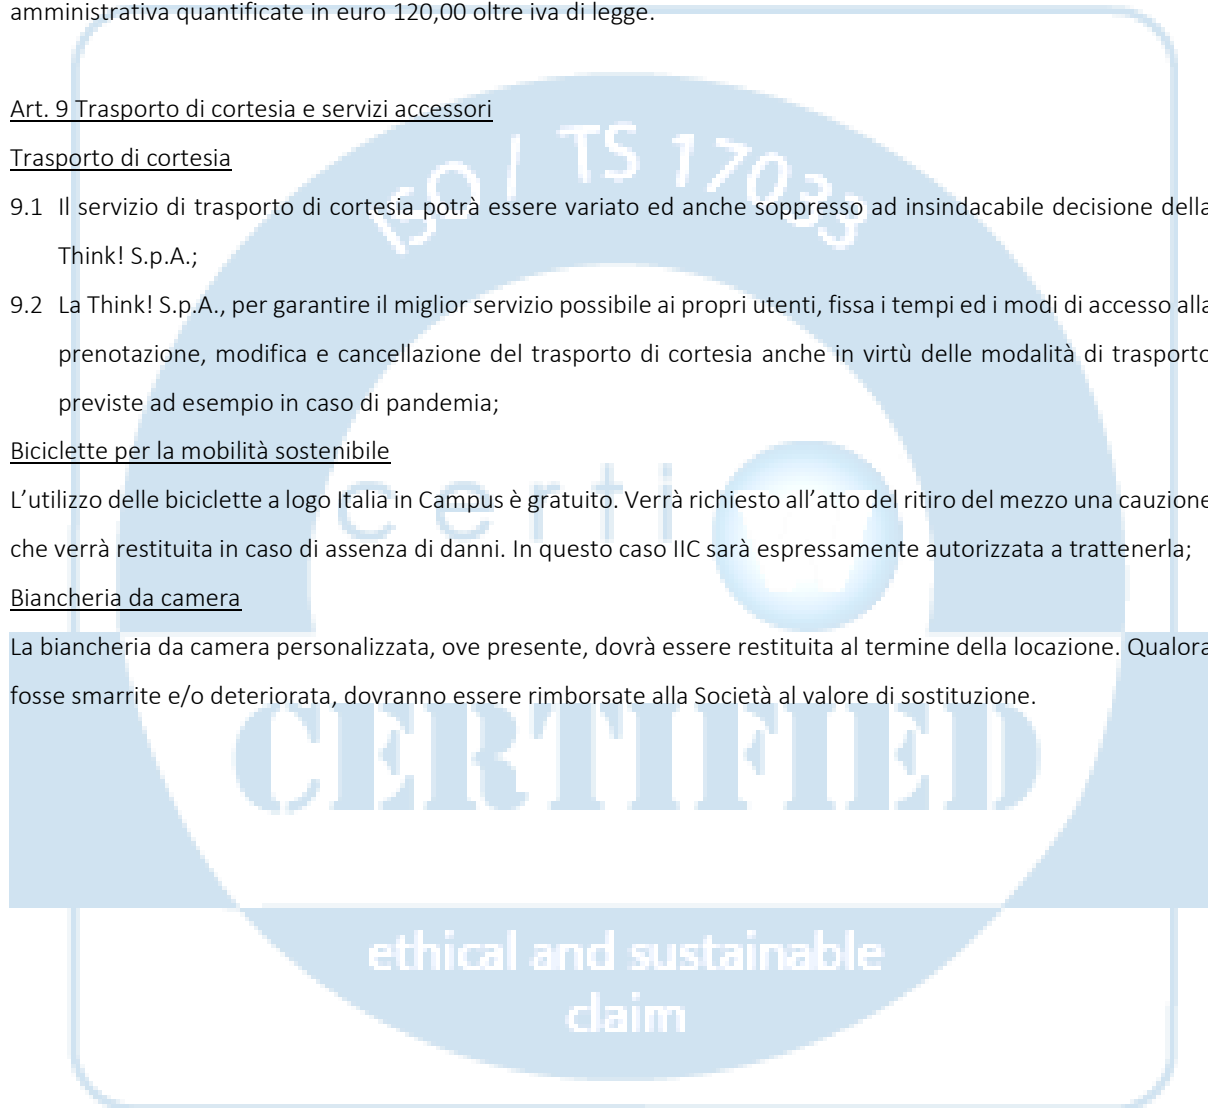 amministrativa quantificate in euro 120,00 oltre iva di legge.
Art. 9 Trasporto di cortesia e servizi accessori
Trasporto di cortesia
9.1 Il servizio di trasporto di cortesia potrà essere variato ed anche soppresso ad insindacabile decisione della
Think! S.p.A.;
9.2 La Think! S.p.A., per garantire il miglior servizio possibile ai propri utenti, fissa i tempi ed i modi di accesso alla
prenotazione, modifica e cancellazione del trasporto di cortesia anche in virtù delle modalità di trasporto
previste ad esempio in caso di pandemia;
Biciclette per la mobilità sostenibile
L’utilizzo delle biciclette a logo Italia in Campus è gratuito. Verrà richiesto all’atto del ritiro del mezzo una cauzione
che verrà restituita in caso di assenza di danni. In questo caso IIC sarà espressamente autorizzata a trattenerla;
Biancheria da camera
La biancheria da camera personalizzata, ove presente, dovrà essere restituita al termine della locazione. Qualora
fosse smarrite e/o deteriorata, dovranno essere rimborsate alla Società al valore di sostituzione.
ISO / TS 17033
certi
CERTIFIED
ethical and sustainable
claim